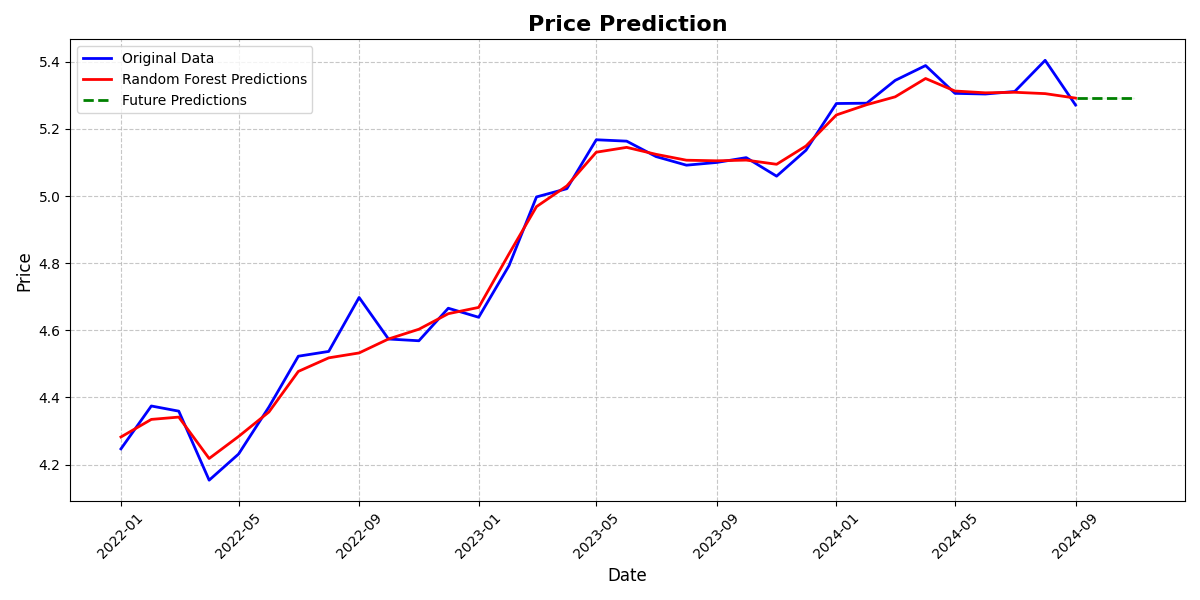 Price Prediction
Original Data
Random Forest Predictions
Future Predictions
5.4
5.2
5.0
4.8
4.6
4.4
4.2
Price
2022-01
2022-05
2022-09
2023-01
2023-05
2023-09
2024-01
2024-05
2024-09
Date